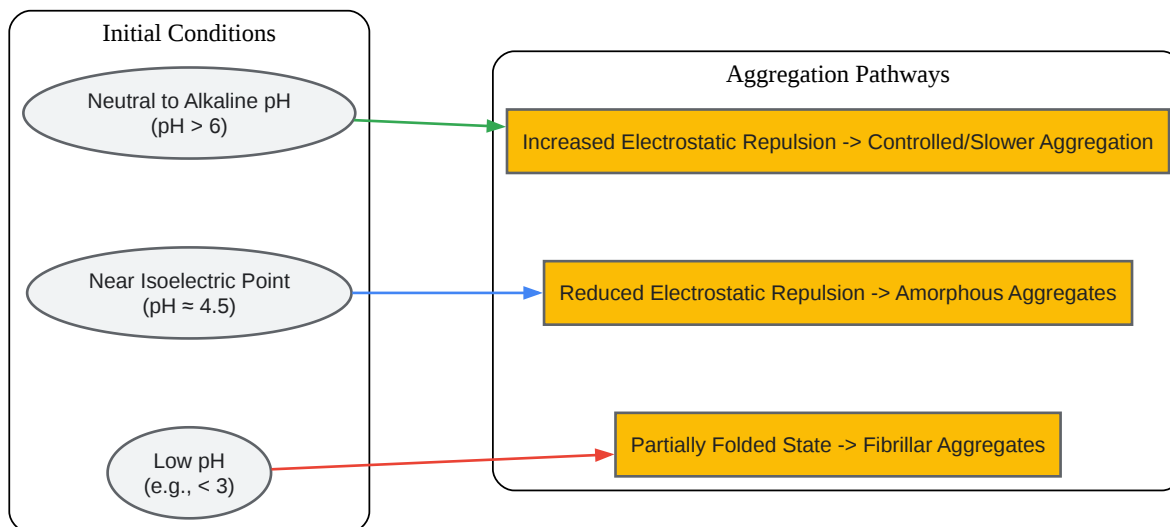 Initial Conditions
Neutral to Alkaline pH
(pH > 6)
Near Isoelectric Point
(pH ≈ 4.5)
Low pH
(e.g., < 3)
Aggregation Pathways
Increased Electrostatic Repulsion -> Controlled/Slower Aggregation
Reduced Electrostatic Repulsion -> Amorphous Aggregates
Partially Folded State -> Fibrillar Aggregates